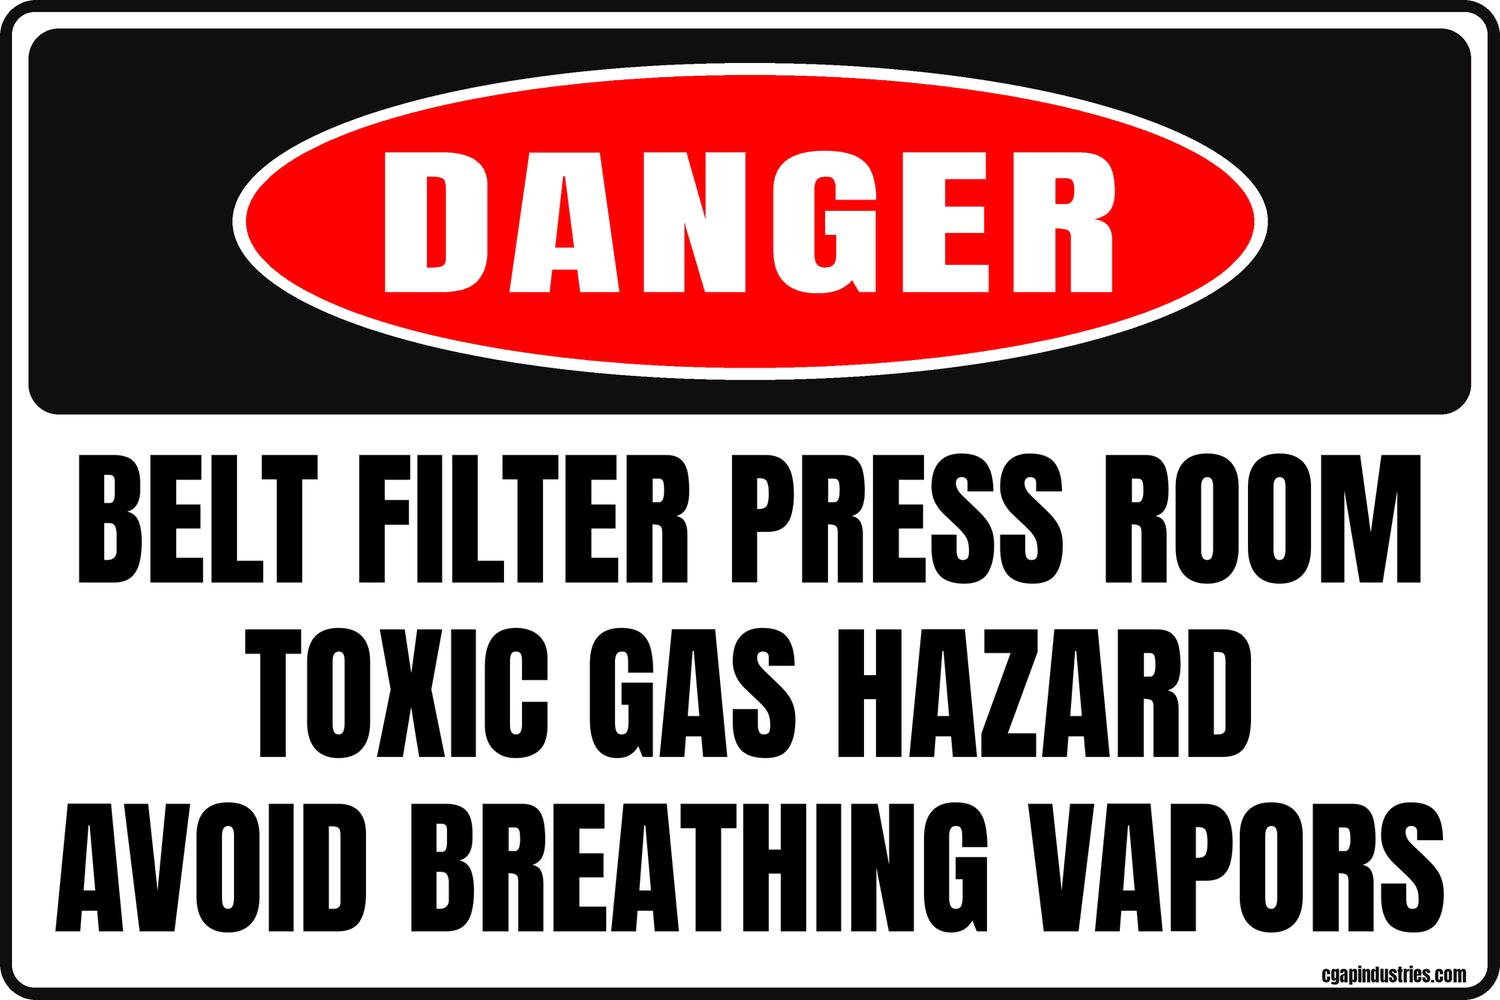 DANGER
BELT FILTER PRESS ROOM
TOXIC GAS HAZARD
AVOID BREATHING VAPORS
cgapindustries.com